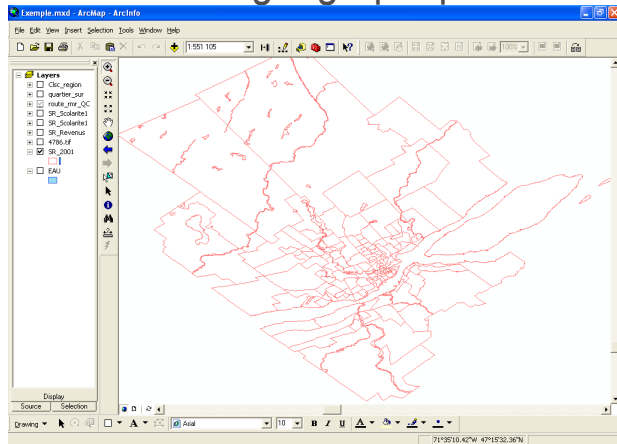 Exemple.mxd - ArcMap - ArcInfo
File Edit View Insert Selection Tools Window Help
1:551 105
100%
Layers
Clsc_region
quartier_sur
route_rmr_QC
SR_Scolarite1
SR_Scolarite1
SR_Revenus
4786.tif
SR_2001
EAU
Display
Source Selection
Drawing
Arial
10
B I U A
71°35'10.42"W 47°15'32.36"N